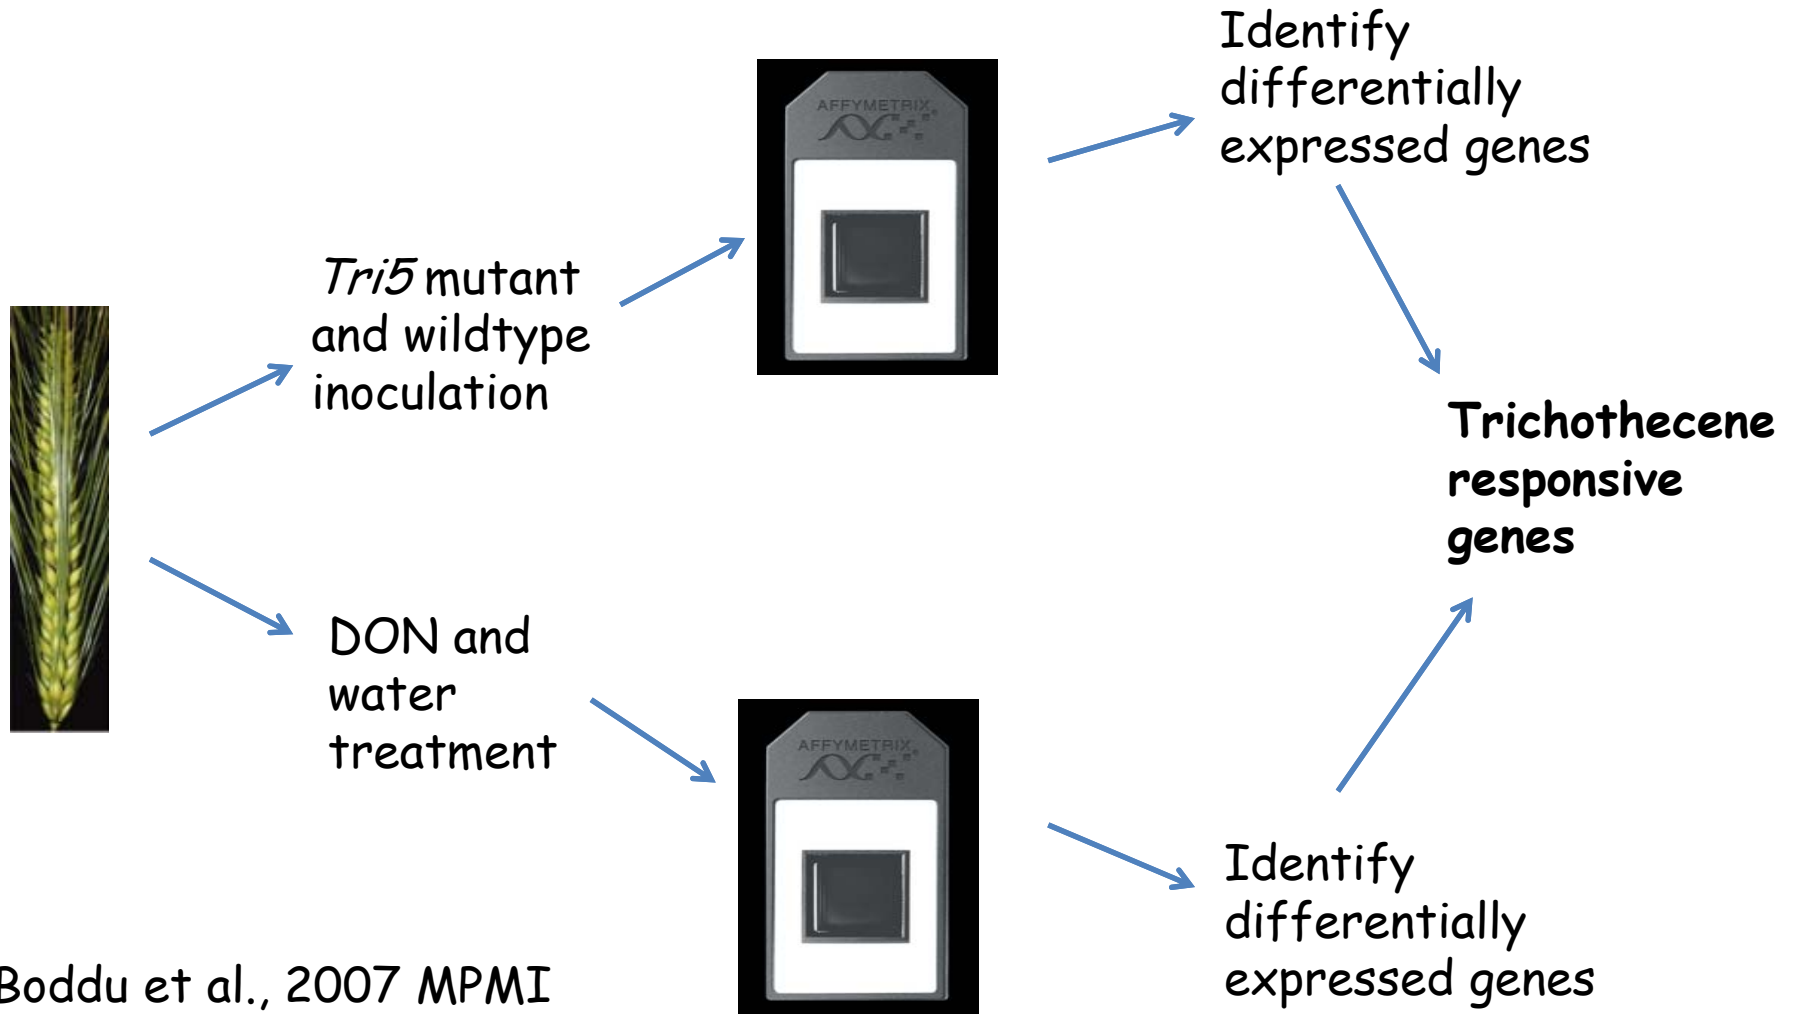 Identify
differentially
expressed genes
AFFYMETRIX
Tri5 mutant
and wildtype
inoculation
Trichothecene
responsive
genes
DON and
water
treatment
AFFYMETRIX
Identify
differentially
expressed genes
Boddu et al., 2007 MPMI